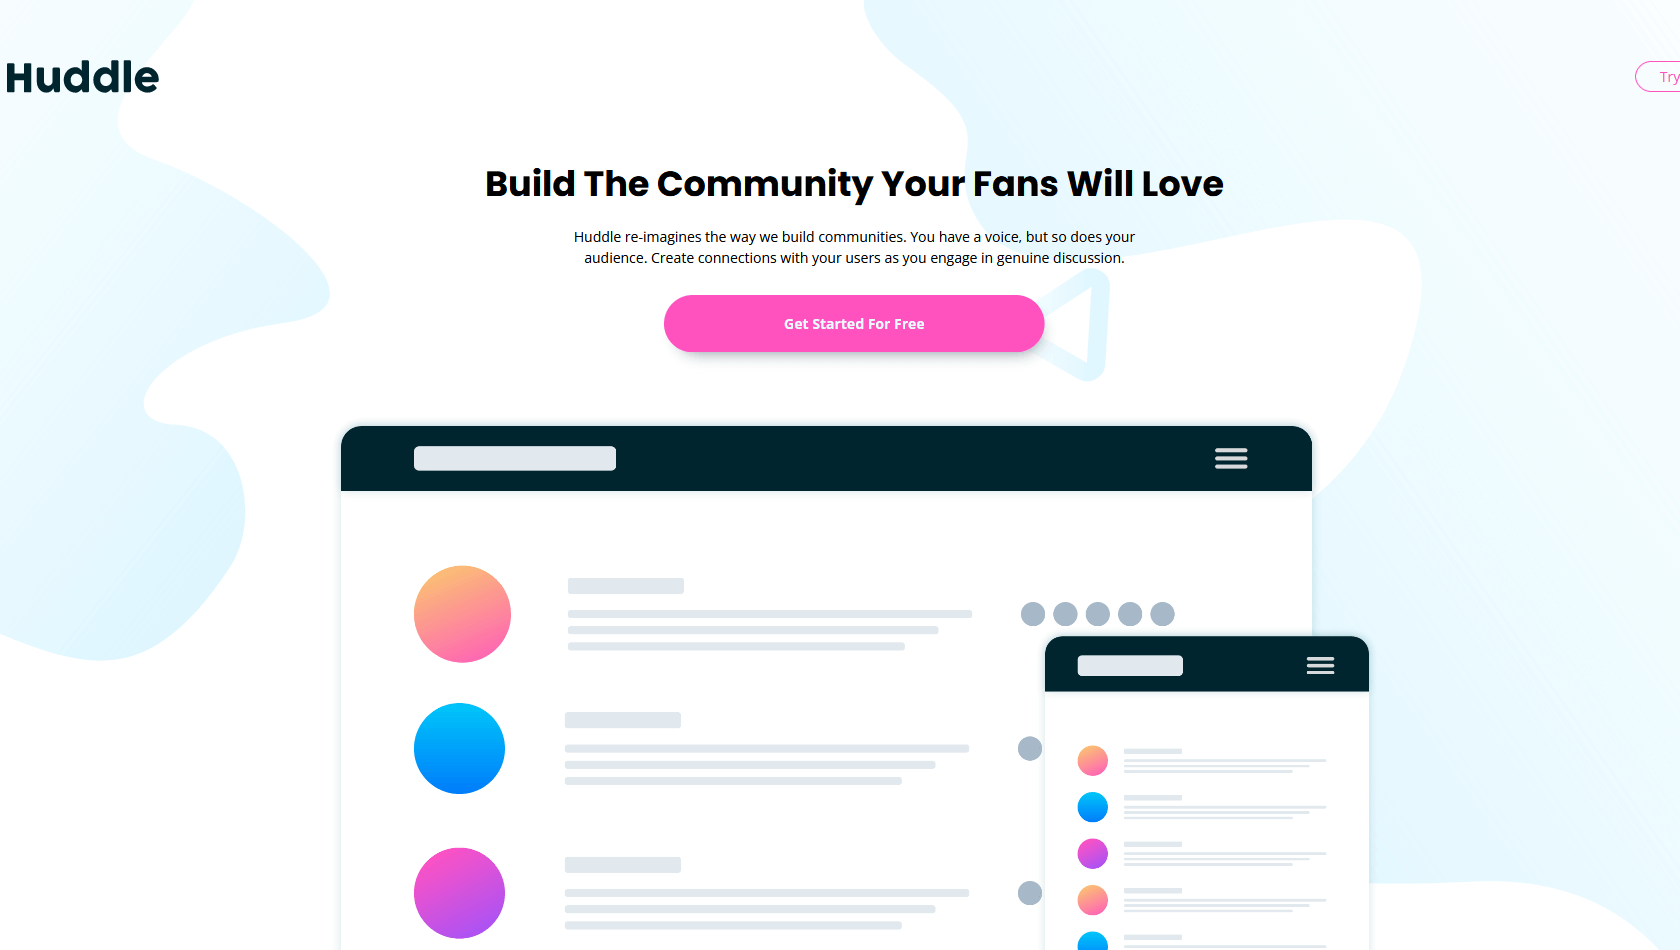 Huddle
Try
Build The Community Your Fans Will Love
Huddle re-imagines the way we build communities. You have a voice, but so does your
audience. Create connections with your users as you engage in genuine discussion.
Get Started For Free